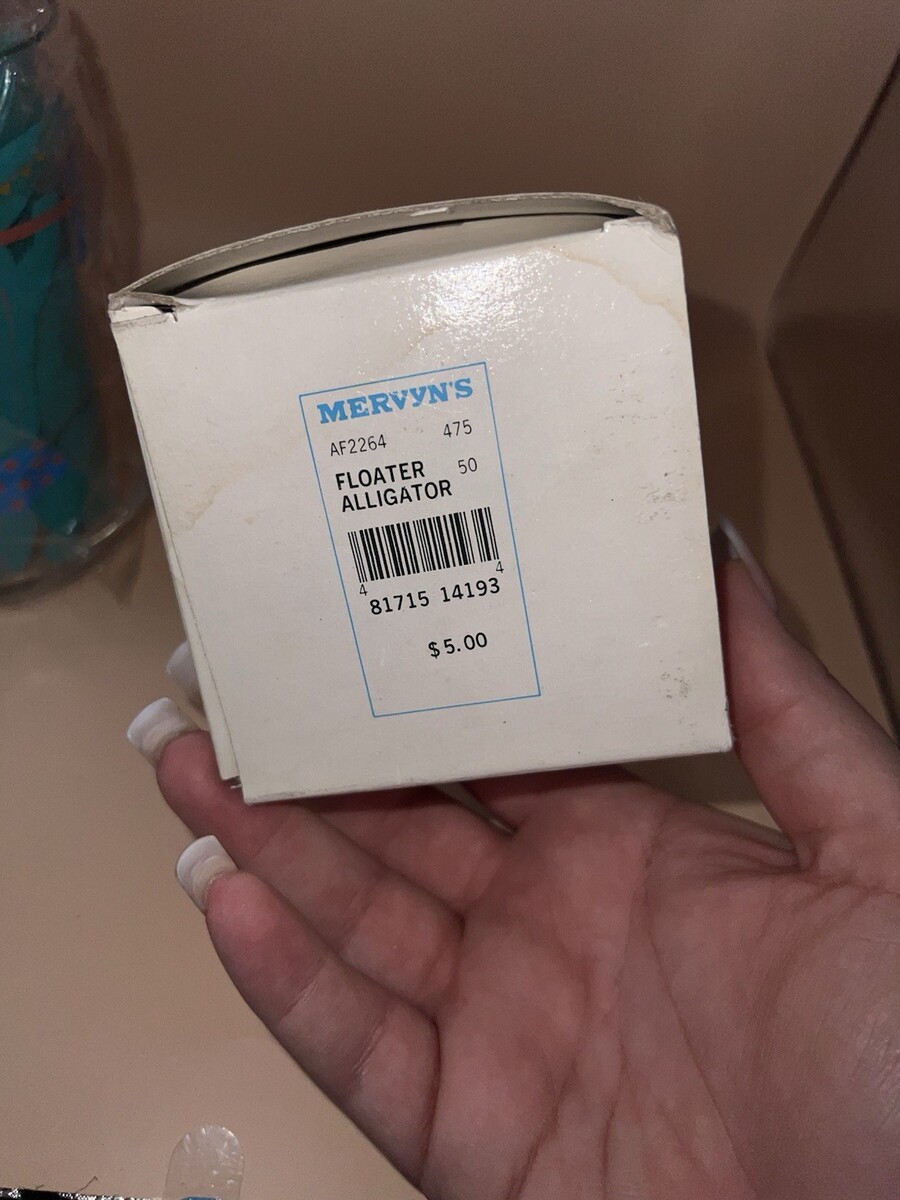 MERVYN'S
AF2264 475
FLOATER 50
ALLIGATOR
4 81715 14193 4
$5.00